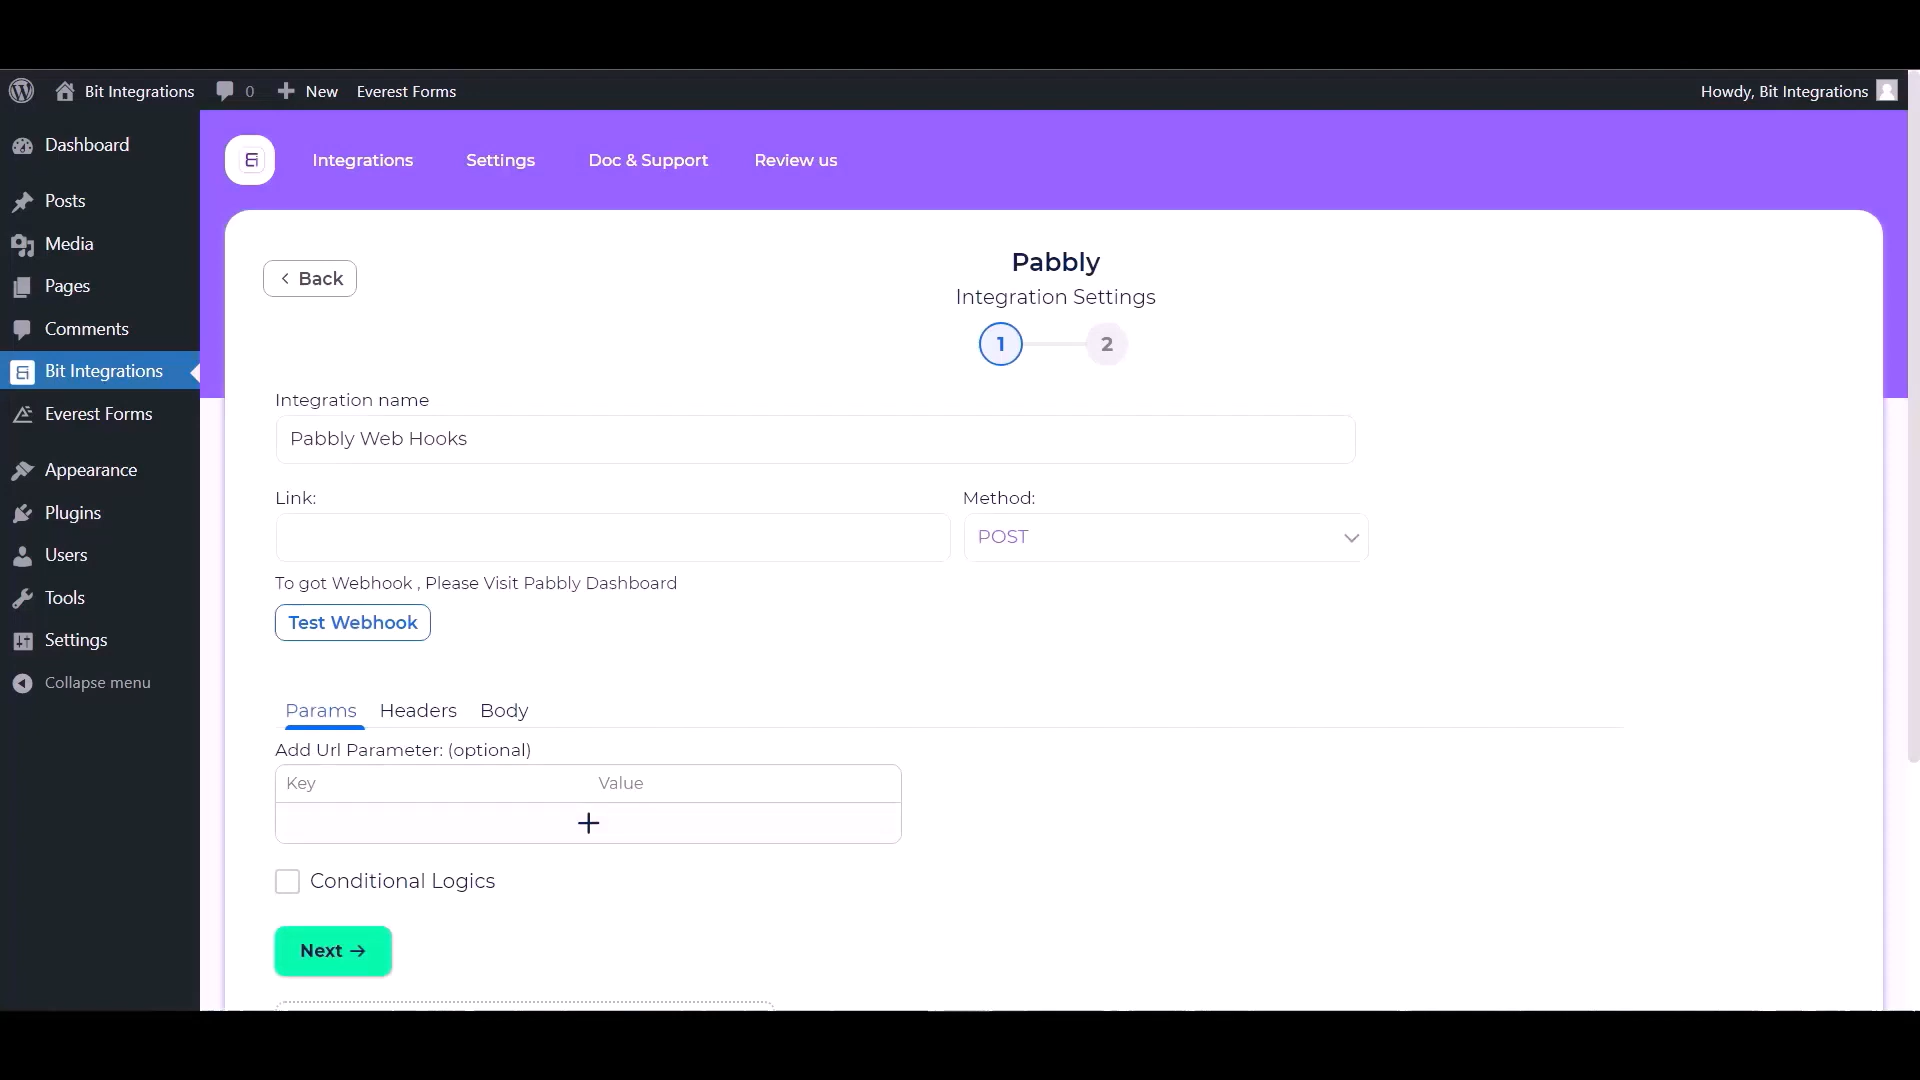 Bit Integrations 0 New Everest Forms Howdy, Bit Integrations
Dashboard
Posts
Media
Pages
Comments
Bit Integrations
Everest Forms
Appearance
Plugins
Users
Tools
Settings
Collapse menu
Integrations Settings Doc & Support Review us
Back
Pabbly
Integration Settings
1 2
Integration name
Pabbly Web Hooks
Link: Method:
POST
To got Webhook , Please Visit Pabbly Dashboard
Test Webhook
Params Headers Body
Add Url Parameter: (optional)
Key Value
Conditional Logics
Next